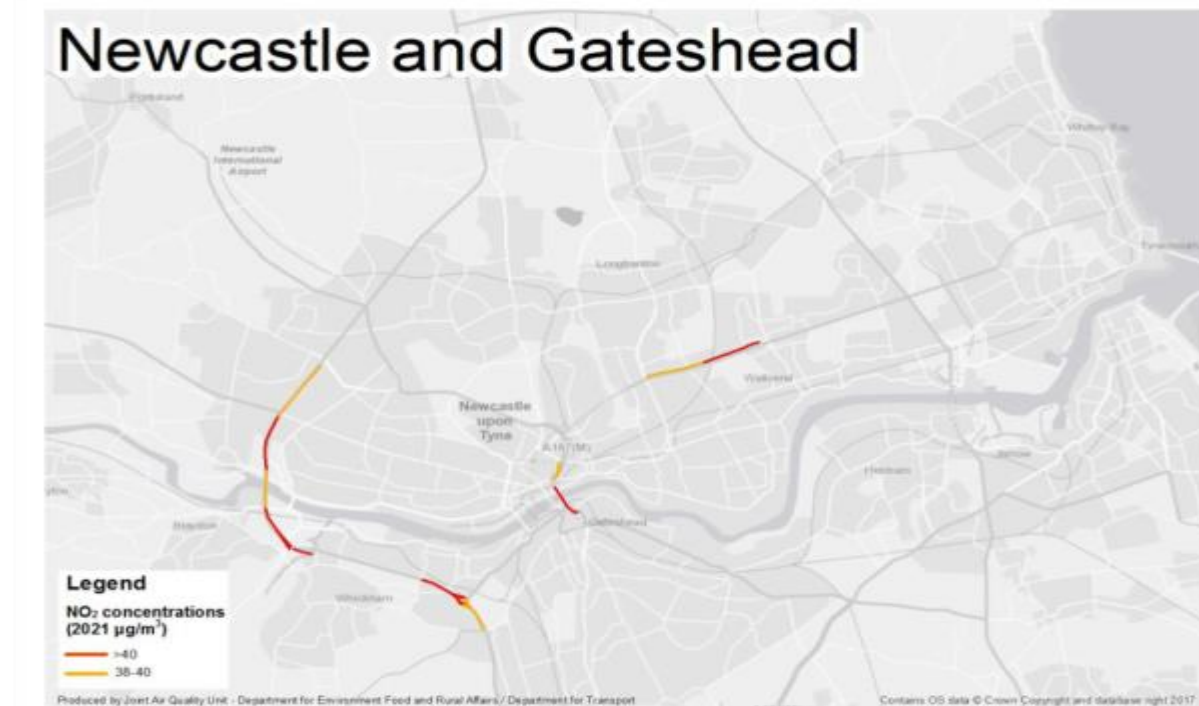 Newcastle and Gateshead
Ponteland
Newcastle
International
Airport
Whitley Bay
Tynemouth
Longbenton
Wallsend
Newcastle
upon
Tyne
A167(M)
Hebburn
Jarrow
Gateshead
Blaydon
Whickham
Legend
NO₂ concentrations
(2021 µg/m³)
>40
38-40
Produced by Joint Air Quality Unit - Department for Environment Food and Rural Affairs / Department for Transport
Contains OS data © Crown Copyright and database right 2017